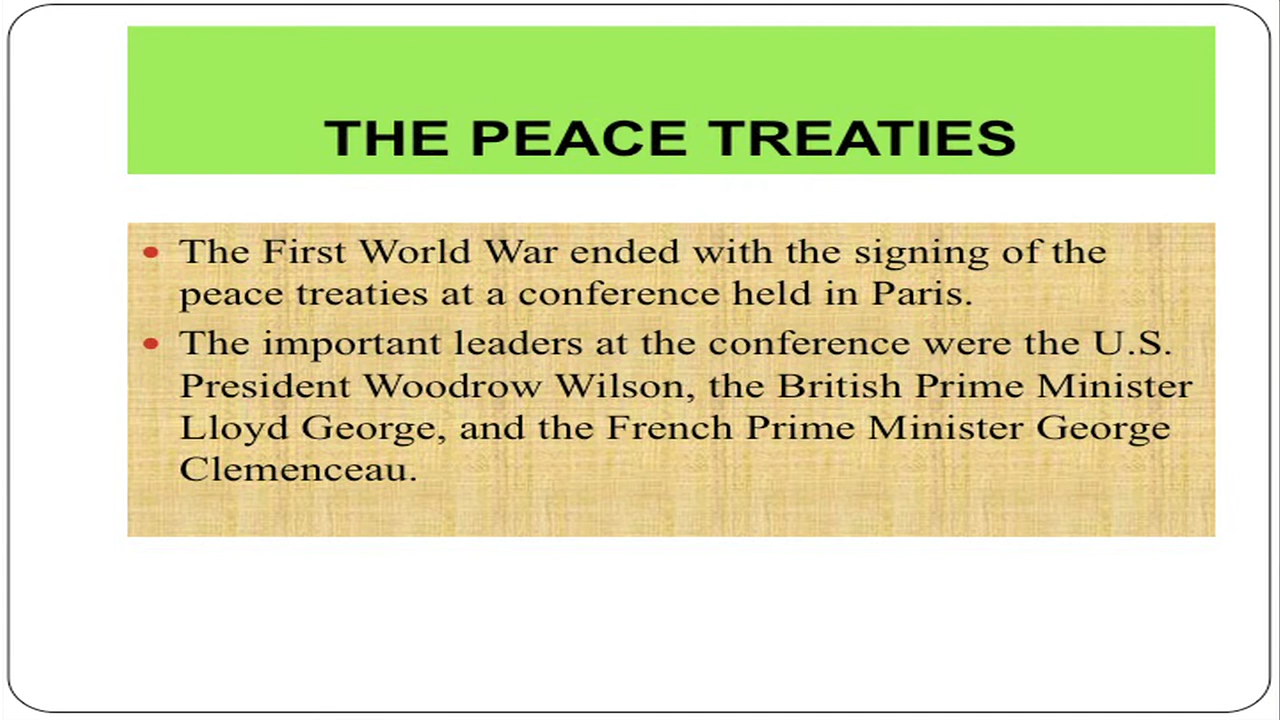 THE PEACE TREATIES
• The First World War ended with the signing of the
peace treaties at a conference held in Paris.
• The important leaders at the conference were the U.S.
President Woodrow Wilson, the British Prime Minister
Lloyd George, and the French Prime Minister George
Clemenceau.